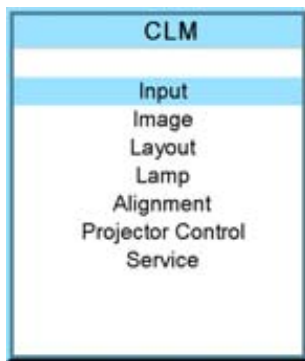 CLM
Input
Image
Layout
Lamp
Alignment
Projector Control
Service